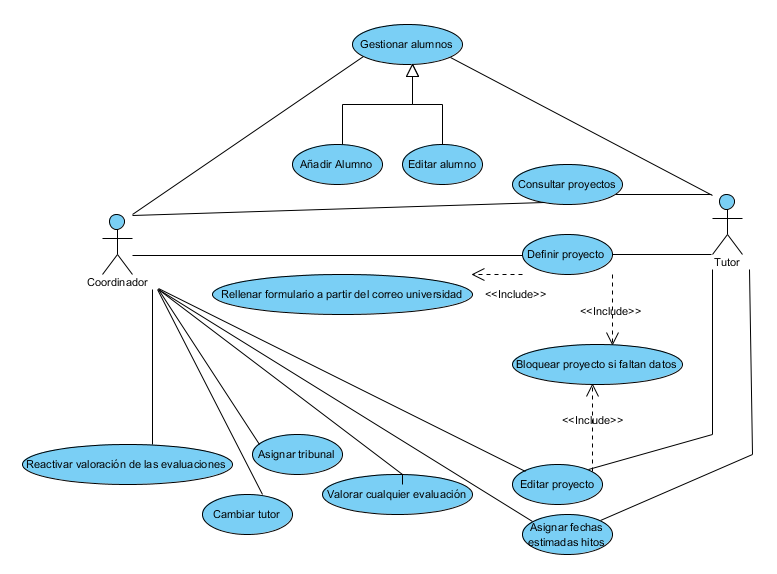 Gestionar alumnos
Añadir Alumno
Editar alumno
Consultar proyectos
Coordinador
Tutor
Definir proyecto
Rellenar formulario a partir del correo universidad
<<Include>>
<<Include>>
Bloquear proyecto si faltan datos
<<Include>>
Reactivar valoración de las evaluaciones
Asignar tribunal
Cambiar tutor
Valorar cualquier evaluación
Editar proyecto
Asignar fechas
estimadas hitos